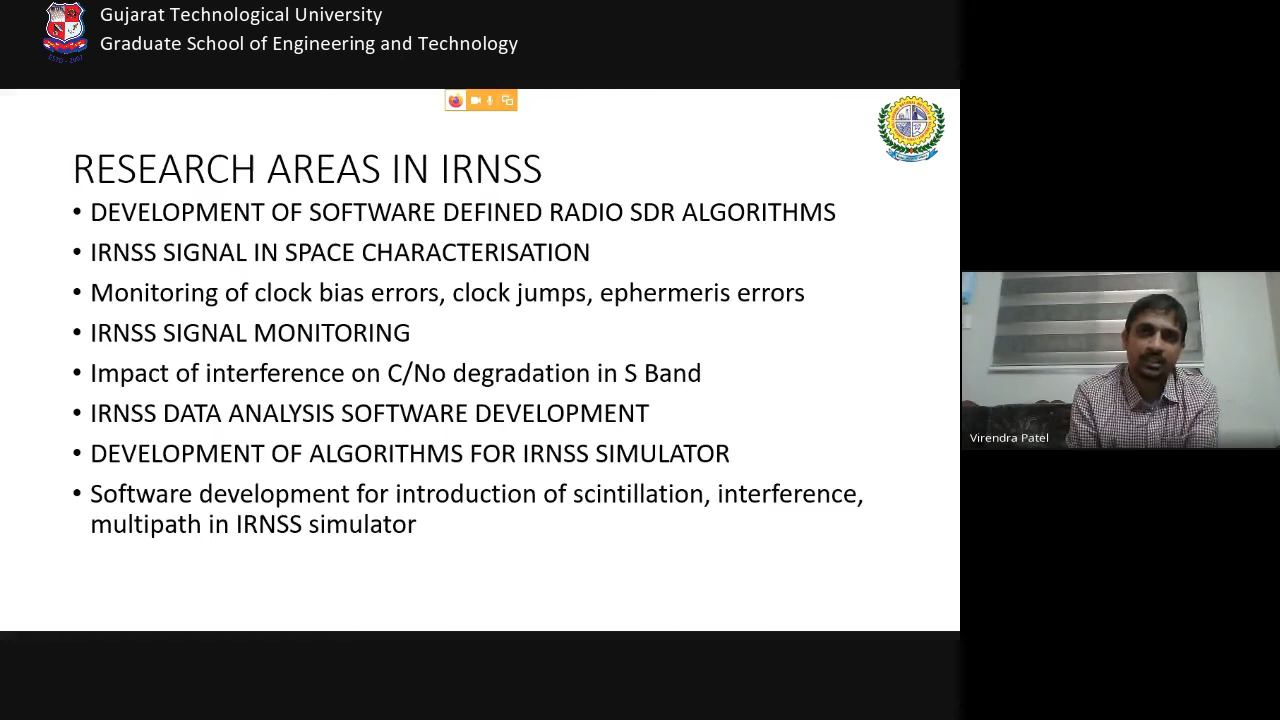 Gujarat Technological University
Graduate School of Engineering and Technology
RESEARCH AREAS IN IRNSS
• DEVELOPMENT OF SOFTWARE DEFINED RADIO SDR ALGORITHMS
• IRNSS SIGNAL IN SPACE CHARACTERISATION
• Monitoring of clock bias errors, clock jumps, ephermeris errors
• IRNSS SIGNAL MONITORING
• Impact of interference on C/No degradation in S Band
• IRNSS DATA ANALYSIS SOFTWARE DEVELOPMENT
• DEVELOPMENT OF ALGORITHMS FOR IRNSS SIMULATOR
• Software development for introduction of scintillation, interference,
multipath in IRNSS simulator
Virendra Patel